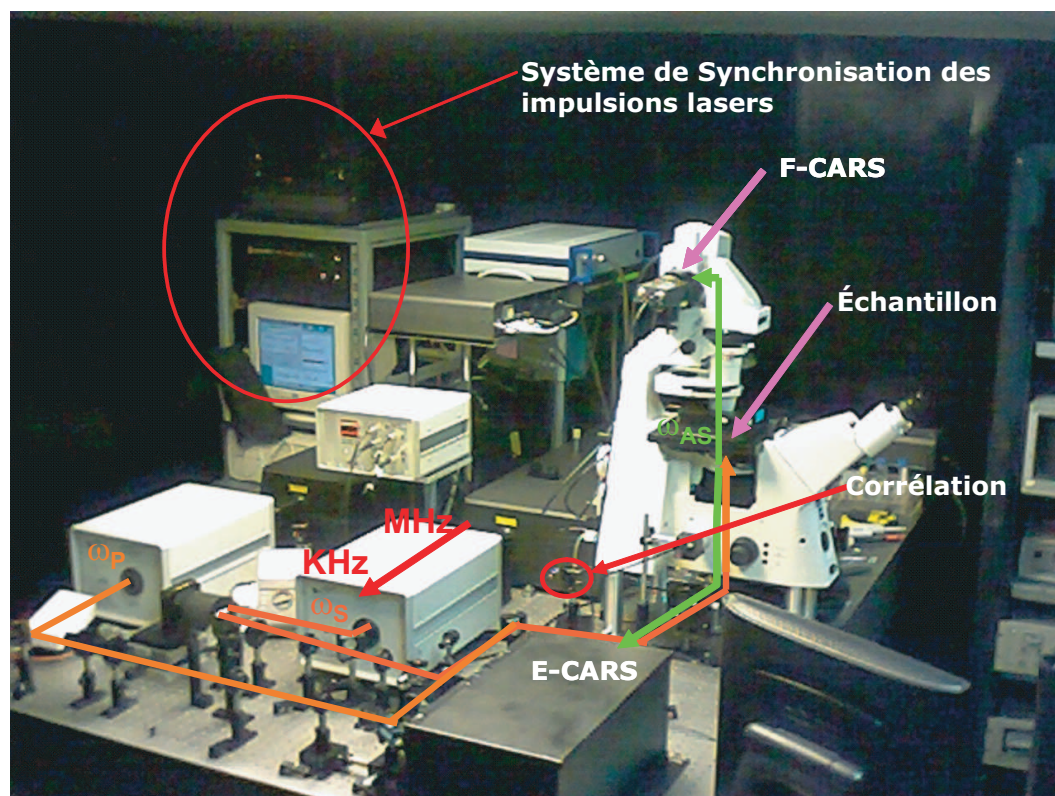 Système de Synchronisation des
impulsions lasers
F-CARS
Échantillon
ωAS
Corrélation
MHz
KHz
ωP
ωS
E-CARS